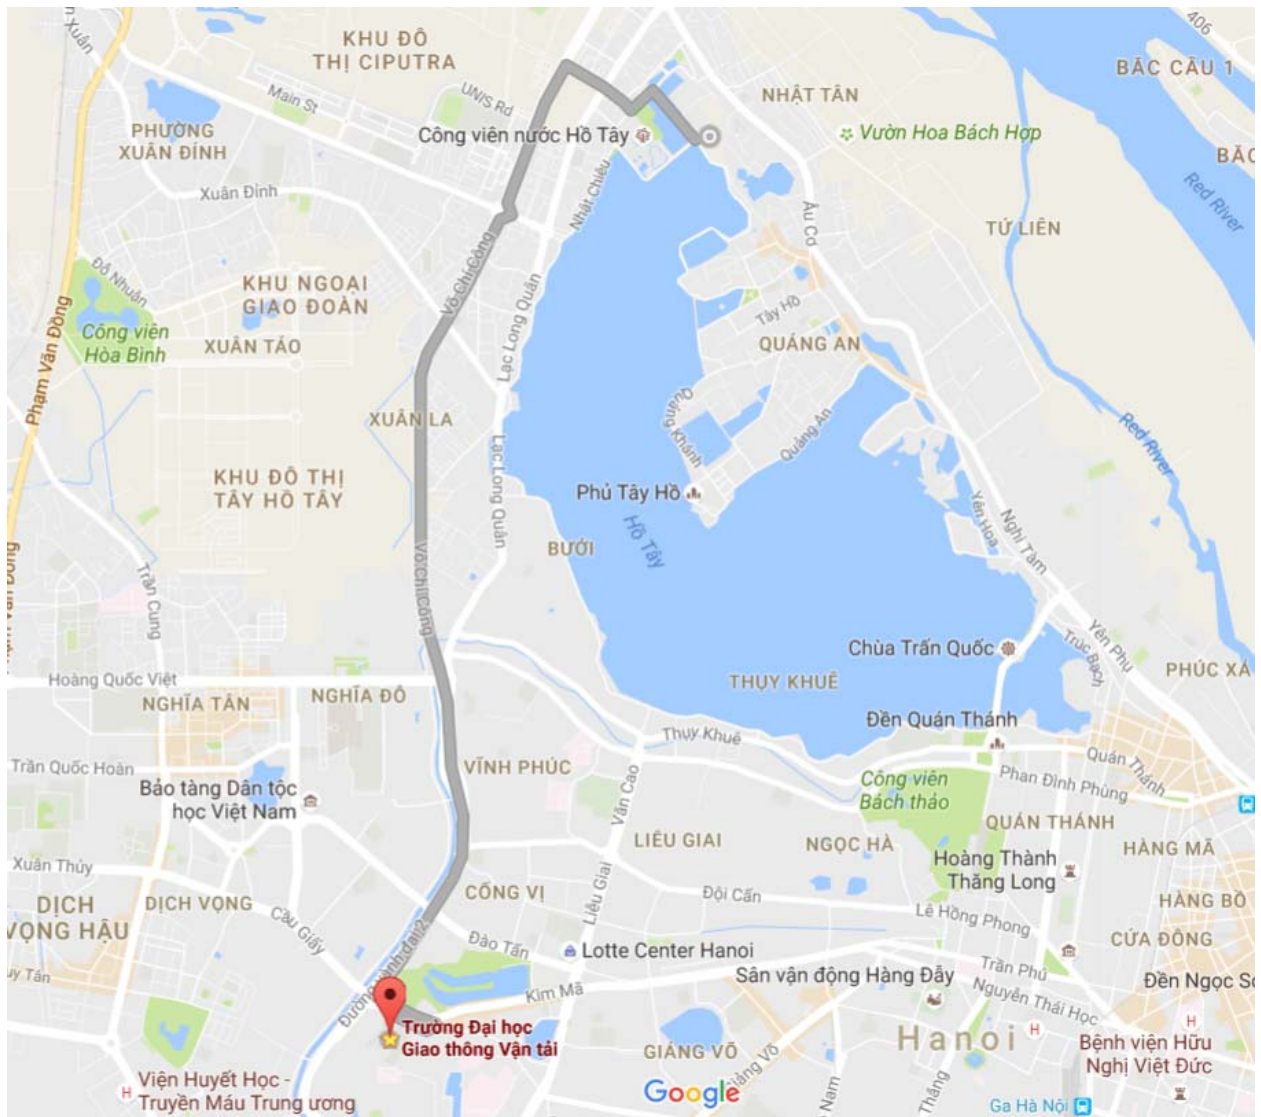 406
Xuân
KHU ĐÔ
THỊ CIPUTRA
BẮC CẦU 1
UNIS Rd
Main St
NHẬT TÂN
PHƯỜNG
XUÂN ĐỈNH
Công viên nước Hồ Tây
Vườn Hoa Bách Hợp
BẮC
Xuân Đỉnh
Nhật Chiêu
Red River
Âu Cơ
TỨ LIÊN
Võ Chí Công
Đỗ Nhuận
KHU NGOẠI
GIAO ĐOÀN
Lạc Long Quân
Tây Hồ
Công viên
Hòa Bình
XUÂN TẢO
QUẢNG AN
Phạm Văn Đồng
XUÂN LA
Quảng Khánh
Quảng An
Red River
Lạc Long Quân
KHU ĐÔ THỊ
TÂY HỒ TÂY
Phủ Tây Hồ
Yên Hoa
Nghi Tàm
Hồ Tây
BƯỞI
Trần Cung
Võ Chí Công
Chùa Trấn Quốc
Trúc Bạch
Yên Phụ
PHÚC XÁ
Hoàng Quốc Việt
NGHĨA TÂN
NGHĨA ĐÔ
THỤY KHUÊ
Đền Quán Thánh
Thụy Khuê
Quán Thánh
Trần Quốc Hoàn
VĨNH PHÚC
Văn Cao
Phan Đình Phùng
Bảo tàng Dân tộc
học Việt Nam
Công viên
Bách thảo
QUÁN THÁNH
LIỄU GIAI
NGỌC HÀ
HÀNG MÃ
Xuân Thủy
Hoàng Thành
Thăng Long
DỊCH
VỌNG HẬU
DỊCH VỌNG
CỐNG VỊ
Liễu Giai
Đội Cấn
HÀNG BỒ
Lê Hồng Phong
Cầu Giấy
Đường vành đai 2
Đào Tấn
Lotte Center Hanoi
CỬA ĐÔNG
Trần Phú
Sân vận động Hàng Đẫy
Đền Ngọc Sơ
Kim Mã
Nguyễn Thái Học
Trường Đại học
Giao thông Vận tải
Hanoi
H
H
Bệnh viện Hữu
Nghị Việt Đức
GIẢNG VÕ
Giảng Võ
H
Viện Huyết Học -
Truyền Máu Trung ương
Google
Ga Hà Nội